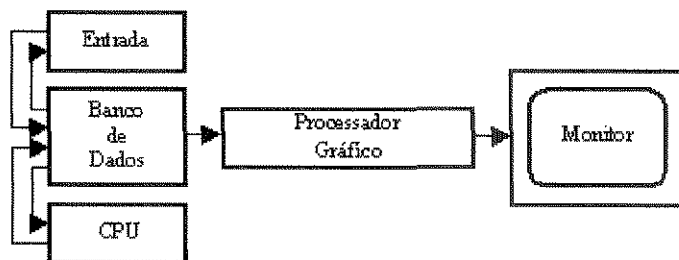 Entrada
Banco
de
Dados
Processador
Gráfico
Monitor
CPU